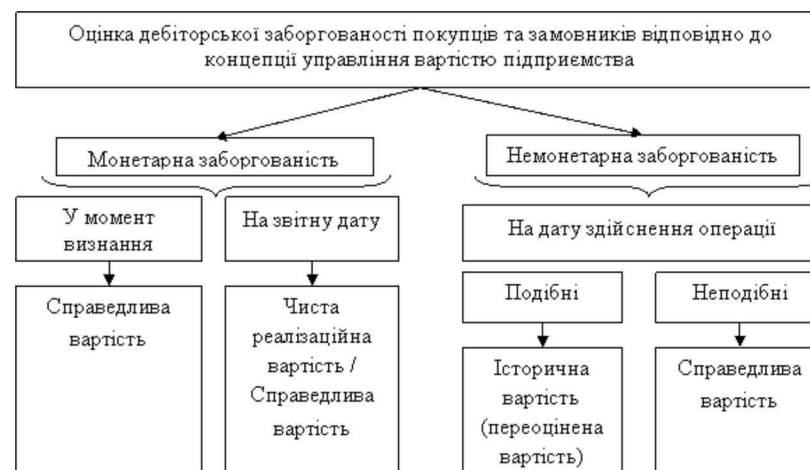 Оцінка дебіторської заборгованості покупців та замовників відповідно до
концепції управління вартістю підприємства
Монетарна заборгованість
Немонетарна заборгованість
У момент
визнання
На звітну дату
На дату здійснення операції
Справедлива
вартість
Чиста
реалізаційна
вартість /
Справедлива
вартість
Подібні
Неподібні
Історична
вартість
(переоцінена
вартість)
Справедлива
вартість